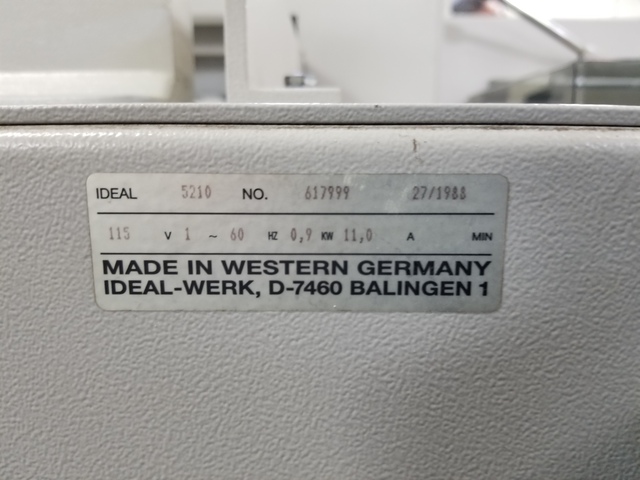 IDEAL 5210 NO. 617999 27/1988
115 V 1 ~ 60 HZ 0,9 KW 11,0 A MIN
MADE IN WESTERN GERMANY
IDEAL-WERK, D-7460 BALINGEN 1